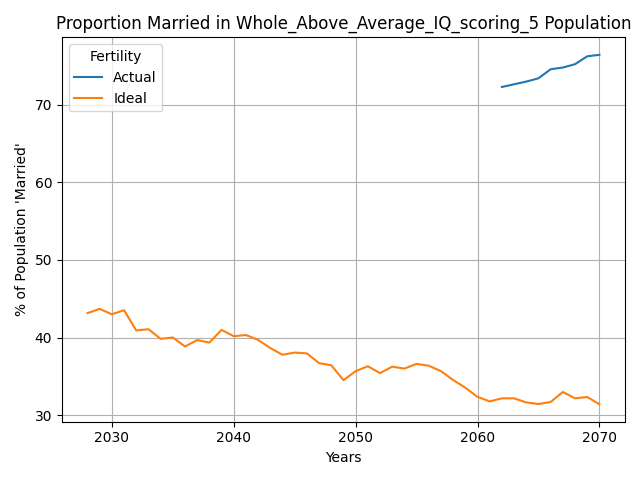 Proportion Married in Whole_Above_Average_IQ_scoring_5 Population
Fertility
Actual
Ideal
% of Population 'Married'
70
60
50
40
30
2030
2040
2050
2060
2070
Years